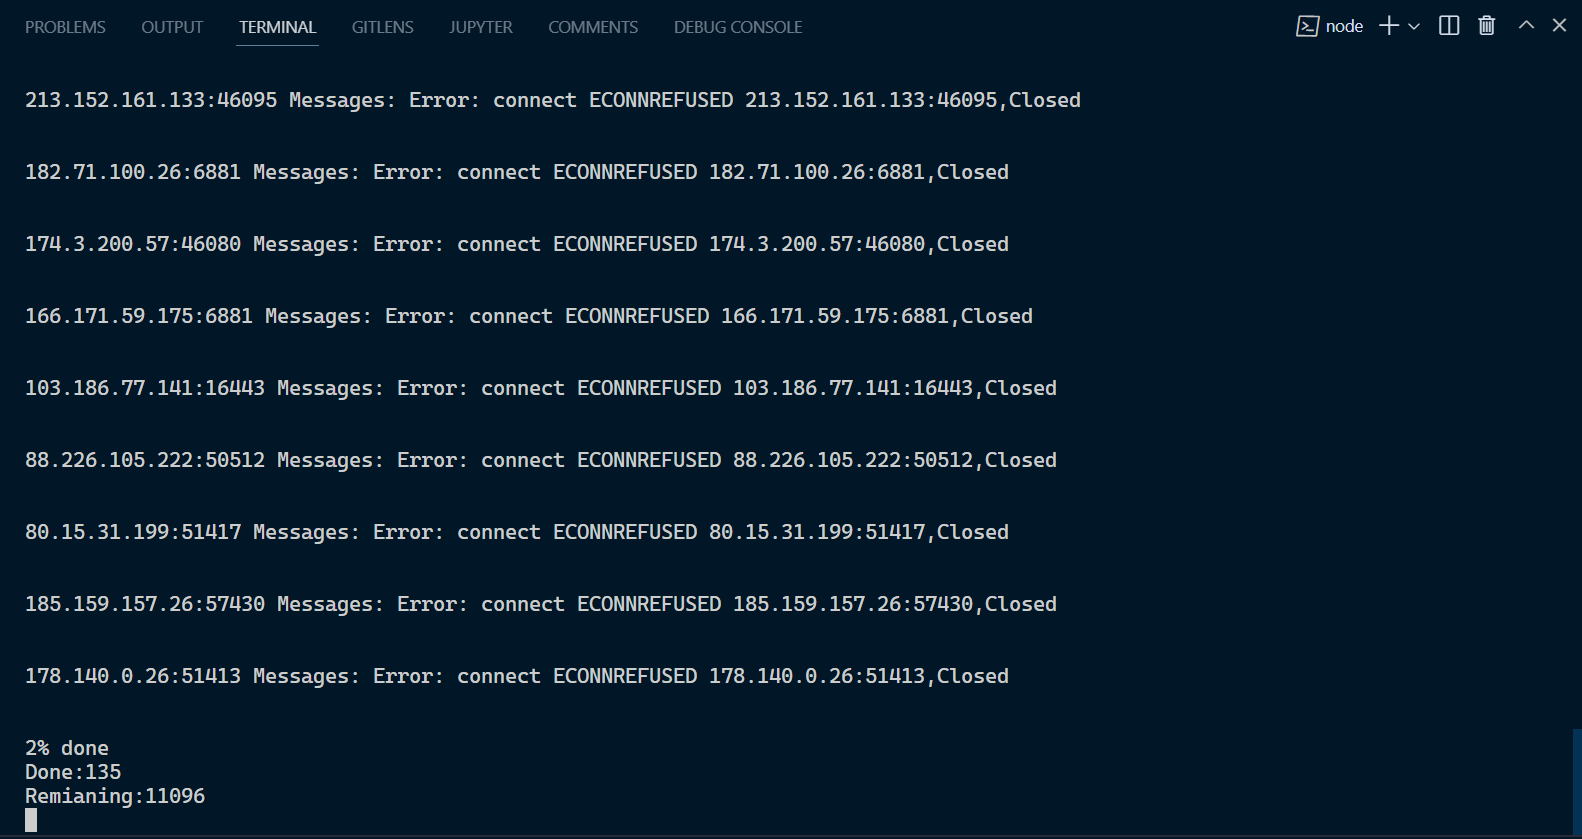 PROBLEMS OUTPUT TERMINAL GITLENS JUPYTER COMMENTS DEBUG CONSOLE node
213.152.161.133:46095 Messages: Error: connect ECONNREFUSED 213.152.161.133:46095,Closed
182.71.100.26:6881 Messages: Error: connect ECONNREFUSED 182.71.100.26:6881,Closed
174.3.200.57:46080 Messages: Error: connect ECONNREFUSED 174.3.200.57:46080,Closed
166.171.59.175:6881 Messages: Error: connect ECONNREFUSED 166.171.59.175:6881,Closed
103.186.77.141:16443 Messages: Error: connect ECONNREFUSED 103.186.77.141:16443,Closed
88.226.105.222:50512 Messages: Error: connect ECONNREFUSED 88.226.105.222:50512,Closed
80.15.31.199:51417 Messages: Error: connect ECONNREFUSED 80.15.31.199:51417,Closed
185.159.157.26:57430 Messages: Error: connect ECONNREFUSED 185.159.157.26:57430,Closed
178.140.0.26:51413 Messages: Error: connect ECONNREFUSED 178.140.0.26:51413,Closed
2% done
Done:135
Remianing:11096